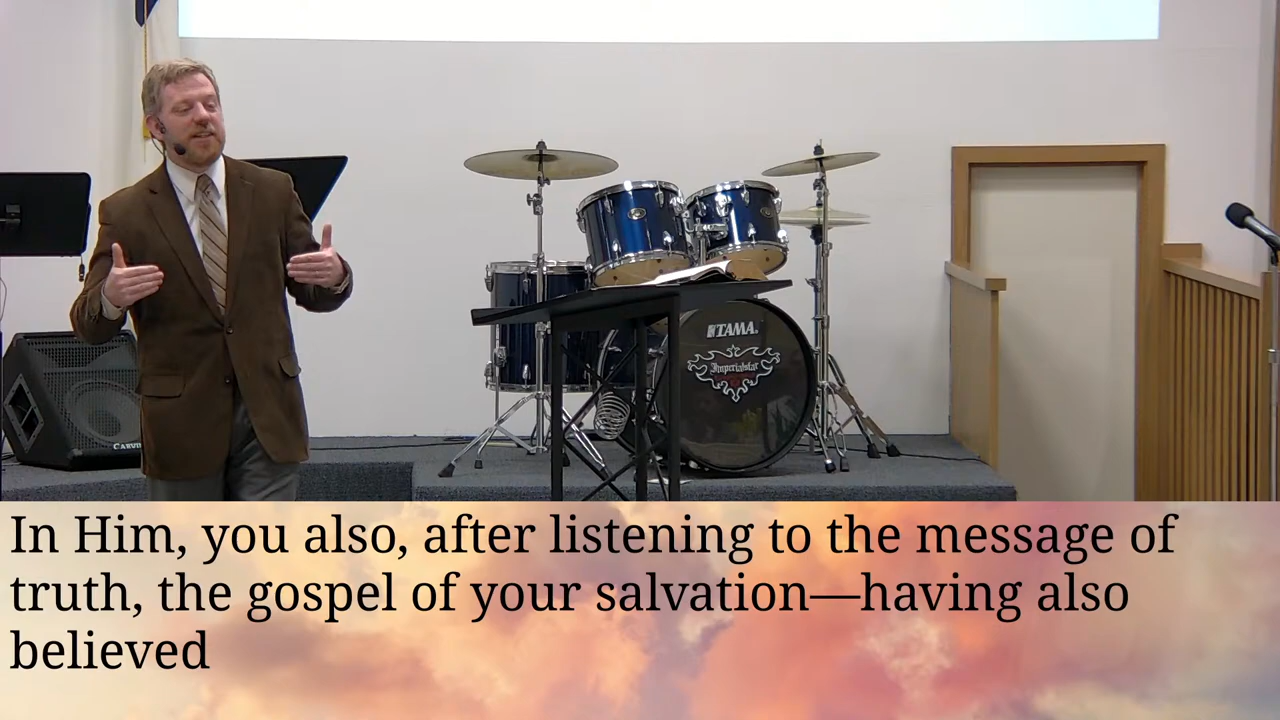 TAMA
Imperialstar
CARVIN
In Him, you also, after listening to the message of
truth, the gospel of your salvation—having also
believed